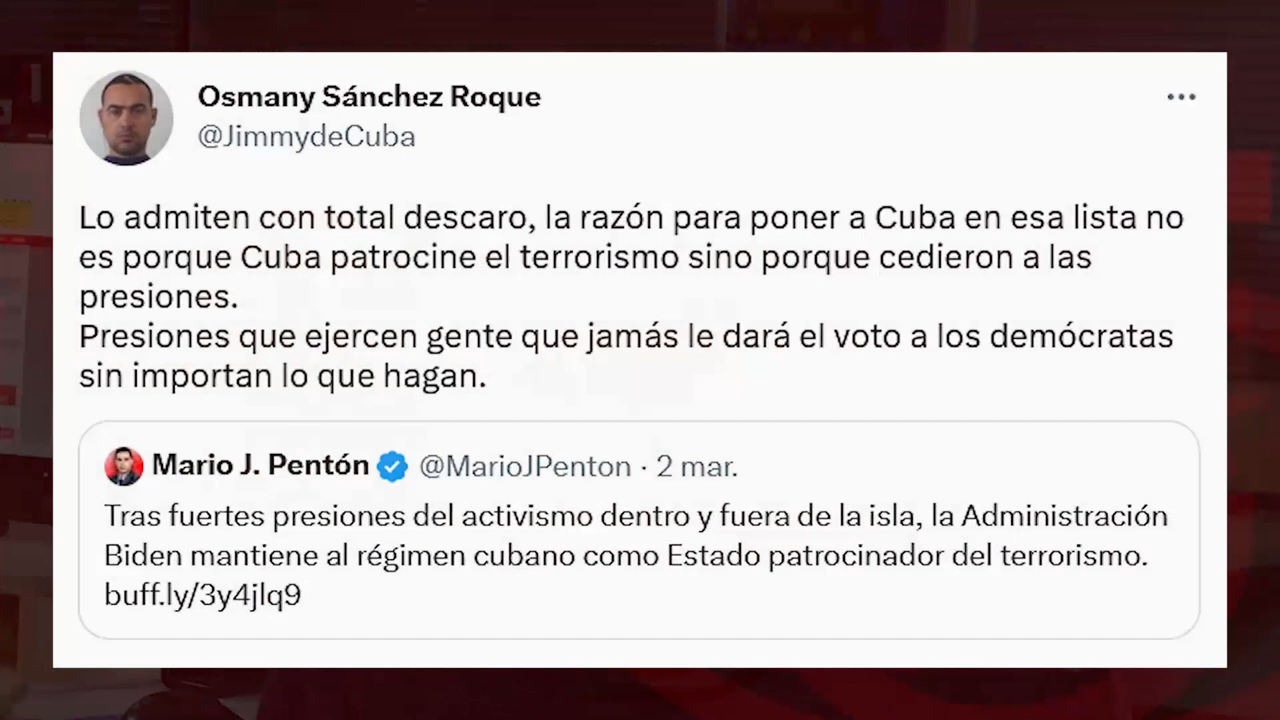 Osmany Sánchez Roque
@JimmydeCuba
Lo admiten con total descaro, la razón para poner a Cuba en esa lista no
es porque Cuba patrocine el terrorismo sino porque cedieron a las
presiones.
Presiones que ejercen gente que jamás le dará el voto a los demócratas
sin importan lo que hagan.
Mario J. Pentón @MarioJPenton · 2 mar.
Tras fuertes presiones del activismo dentro y fuera de la isla, la Administración
Biden mantiene al régimen cubano como Estado patrocinador del terrorismo.
buff.ly/3y4jlq9